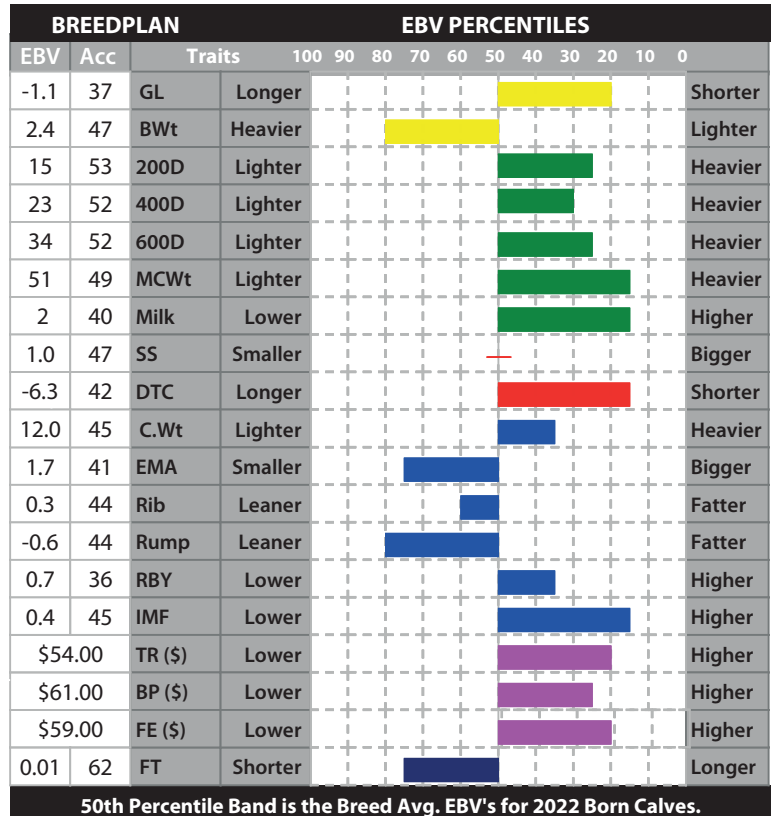 BREEDPLAN EBV PERCENTILES
EBV Acc Traits 100 90 80 70 60 50 40 30 20 10 0
-1.1 37 GL Longer Shorter
2.4 47 BWt Heavier Lighter
15 53 200D Lighter Heavier
23 52 400D Lighter Heavier
34 52 600D Lighter Heavier
51 49 MCWt Lighter Heavier
2 40 Milk Lower Higher
1.0 47 SS Smaller Bigger
-6.3 42 DTC Longer Shorter
12.0 45 C.Wt Lighter Heavier
1.7 41 EMA Smaller Bigger
0.3 44 Rib Leaner Fatter
-0.6 44 Rump Leaner Fatter
0.7 36 RBY Lower Higher
0.4 45 IMF Lower Higher
$54.00 TR ($) Lower Higher
$61.00 BP ($) Lower Higher
$59.00 FE ($) Lower Higher
0.01 62 FT Shorter Longer
50th Percentile Band is the Breed Avg. EBV's for 2022 Born Calves.